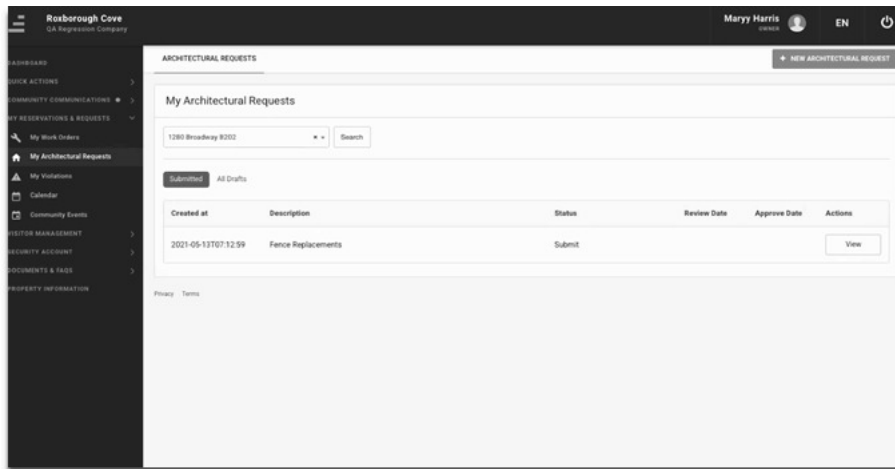 Roxborough Cove
QA Regression Company
Maryy Harris
OWNER
EN
DASHBOARD
QUICK ACTIONS
COMMUNITY COMMUNICATIONS
MY RESERVATIONS & REQUESTS
My Work Orders
My Architectural Requests
My Violations
Calendar
Community Events
VISITOR MANAGEMENT
SECURITY ACCOUNT
DOCUMENTS & FAQS
PROPERTY INFORMATION
ARCHITECTURAL REQUESTS
+ NEW ARCHITECTURAL REQUEST
My Architectural Requests
1280 Broadway B202
Search
Submitted All Drafts
Created at Description Status Review Date Approve Date Actions
2021-05-13T07:12:59 Fence Replacements Submit View
Privacy Terms